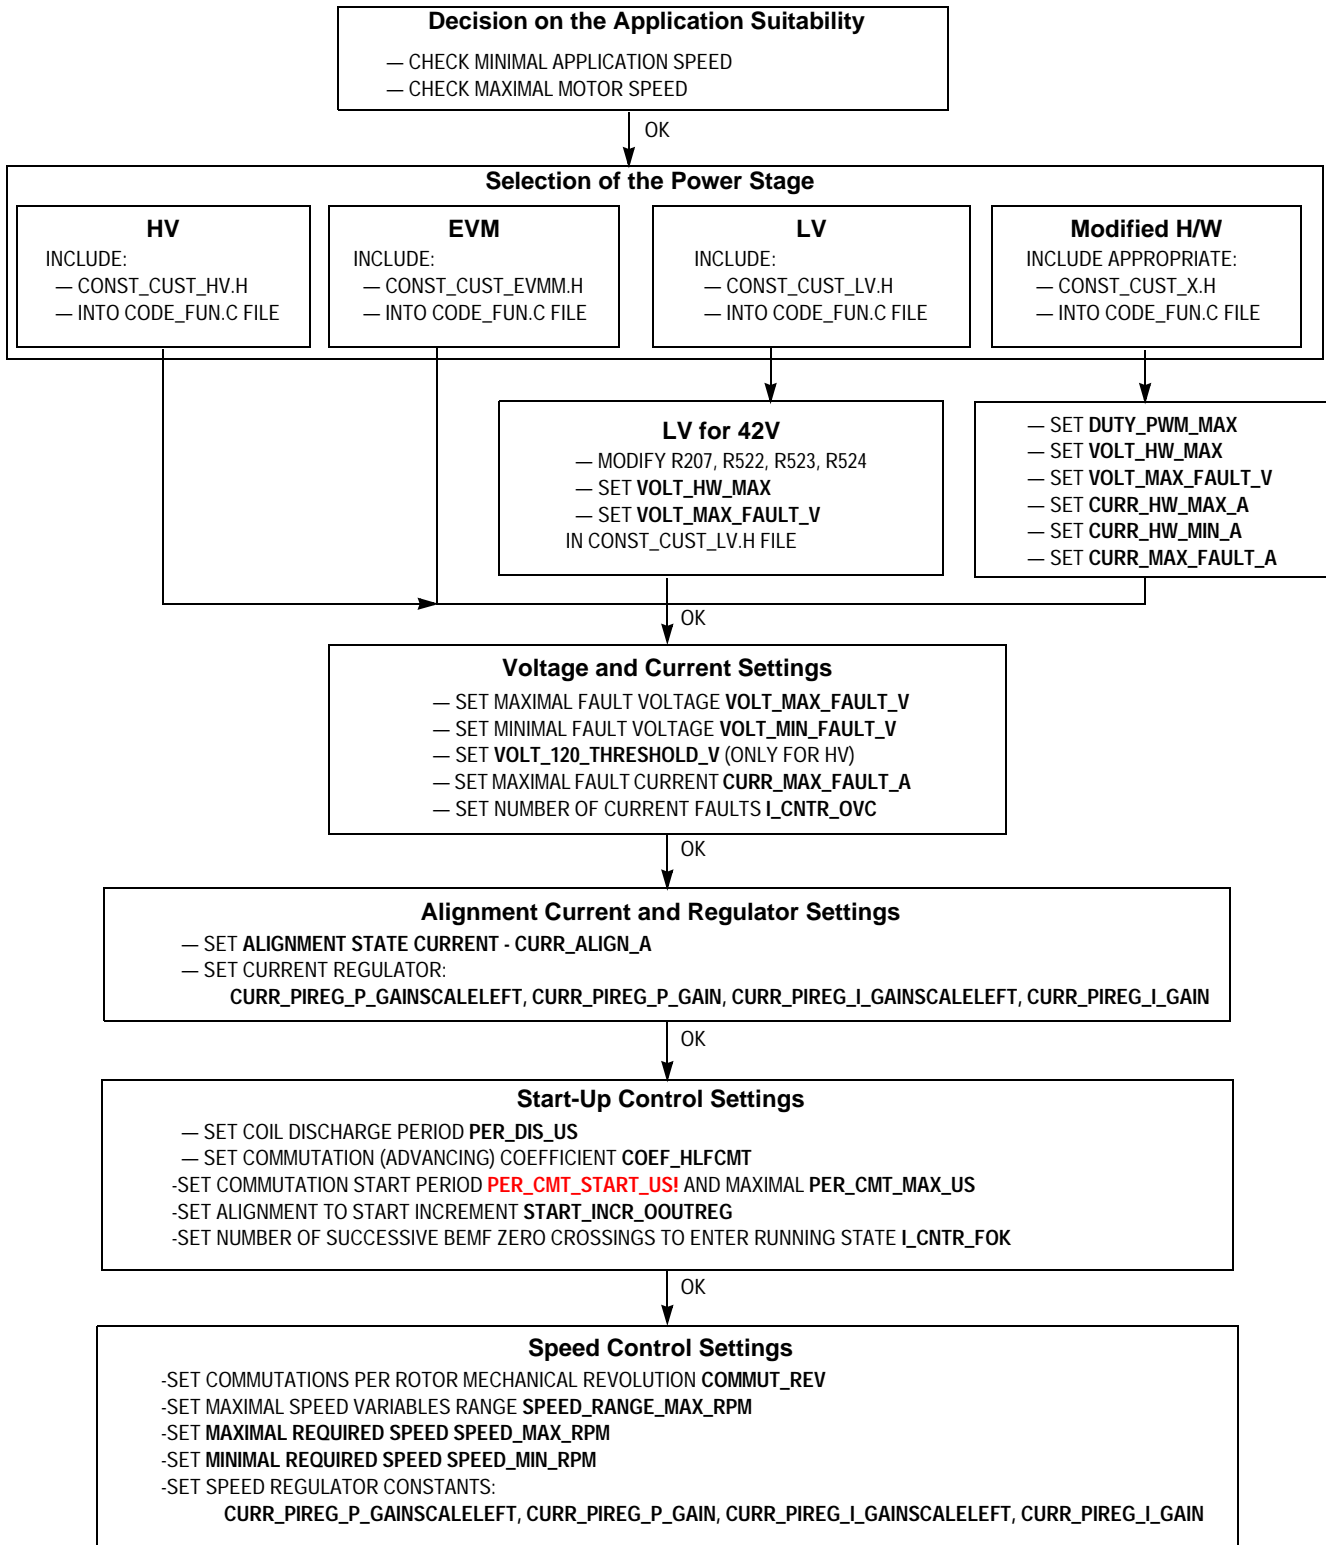 Decision on the Application Suitability
— CHECK MINIMAL APPLICATION SPEED
— CHECK MAXIMAL MOTOR SPEED
OK
Selection of the Power Stage
HV
INCLUDE:
— CONST_CUST_HV.H
— INTO CODE_FUN.C FILE
EVM
INCLUDE:
— CONST_CUST_EVMM.H
— INTO CODE_FUN.C FILE
LV
INCLUDE:
— CONST_CUST_LV.H
— INTO CODE_FUN.C FILE
Modified H/W
INCLUDE APPROPRIATE:
— CONST_CUST_X.H
— INTO CODE_FUN.C FILE
LV for 42V
— MODIFY R207, R522, R523, R524
— SET VOLT_HW_MAX
— SET VOLT_MAX_FAULT_V
IN CONST_CUST_LV.H FILE
— SET DUTY_PWM_MAX
— SET VOLT_HW_MAX
— SET VOLT_MAX_FAULT_V
— SET CURR_HW_MAX_A
— SET CURR_HW_MIN_A
— SET CURR_MAX_FAULT_A
OK
Voltage and Current Settings
— SET MAXIMAL FAULT VOLTAGE VOLT_MAX_FAULT_V
— SET MINIMAL FAULT VOLTAGE VOLT_MIN_FAULT_V
— SET VOLT_120_THRESHOLD_V (ONLY FOR HV)
— SET MAXIMAL FAULT CURRENT CURR_MAX_FAULT_A
— SET NUMBER OF CURRENT FAULTS I_CNTR_OVC
OK
Alignment Current and Regulator Settings
— SET ALIGNMENT STATE CURRENT - CURR_ALIGN_A
— SET CURRENT REGULATOR:
CURR_PIREG_P_GAINSCALELEFT, CURR_PIREG_P_GAIN, CURR_PIREG_I_GAINSCALELEFT, CURR_PIREG_I_GAIN
OK
Start-Up Control Settings
— SET COIL DISCHARGE PERIOD PER_DIS_US
— SET COMMUTATION (ADVANCING) COEFFICIENT COEF_HLFCMT
-SET COMMUTATION START PERIOD PER_CMT_START_US! AND MAXIMAL PER_CMT_MAX_US
-SET ALIGNMENT TO START INCREMENT START_INCR_OOUTREG
-SET NUMBER OF SUCCESSIVE BEMF ZERO CROSSINGS TO ENTER RUNNING STATE I_CNTR_FOK
OK
Speed Control Settings
-SET COMMUTATIONS PER ROTOR MECHANICAL REVOLUTION COMMUT_REV
-SET MAXIMAL SPEED VARIABLES RANGE SPEED_RANGE_MAX_RPM
-SET MAXIMAL REQUIRED SPEED SPEED_MAX_RPM
-SET MINIMAL REQUIRED SPEED SPEED_MIN_RPM
-SET SPEED REGULATOR CONSTANTS:
CURR_PIREG_P_GAINSCALELEFT, CURR_PIREG_P_GAIN, CURR_PIREG_I_GAINSCALELEFT, CURR_PIREG_I_GAIN